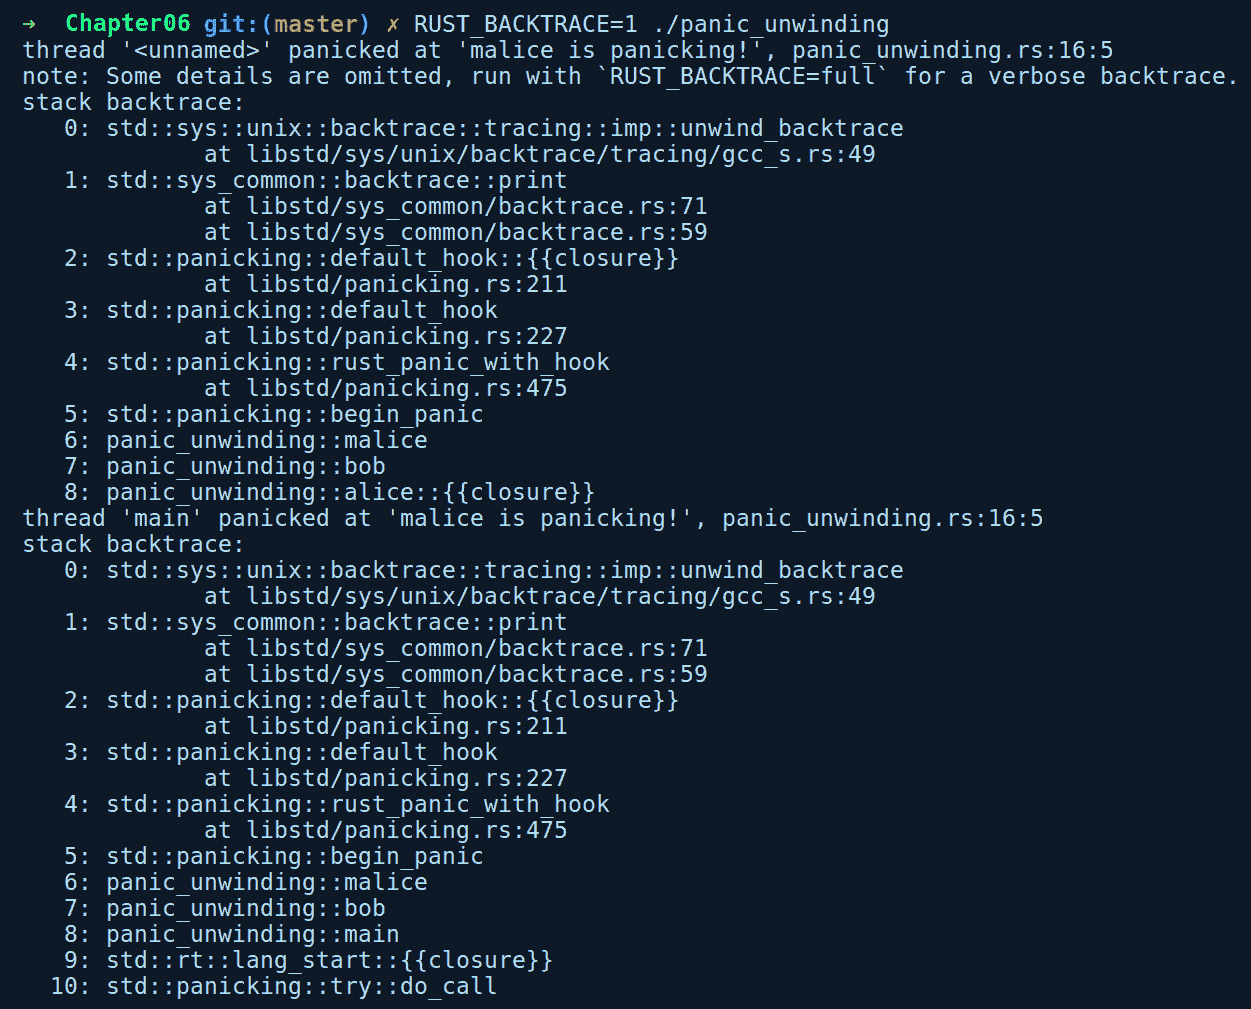 ➜  Chapter06 git:(master) ✗ RUST_BACKTRACE=1 ./panic_unwinding
thread '<unnamed>' panicked at 'malice is panicking!', panic_unwinding.rs:16:5
note: Some details are omitted, run with `RUST_BACKTRACE=full` for a verbose backtrace.
stack backtrace:
   0: std::sys::unix::backtrace::tracing::imp::unwind_backtrace
             at libstd/sys/unix/backtrace/tracing/gcc_s.rs:49
   1: std::sys_common::backtrace::print
             at libstd/sys_common/backtrace.rs:71
             at libstd/sys_common/backtrace.rs:59
   2: std::panicking::default_hook::{{closure}}
             at libstd/panicking.rs:211
   3: std::panicking::default_hook
             at libstd/panicking.rs:227
   4: std::panicking::rust_panic_with_hook
             at libstd/panicking.rs:475
   5: std::panicking::begin_panic
   6: panic_unwinding::malice
   7: panic_unwinding::bob
   8: panic_unwinding::alice::{{closure}}
thread 'main' panicked at 'malice is panicking!', panic_unwinding.rs:16:5
stack backtrace:
   0: std::sys::unix::backtrace::tracing::imp::unwind_backtrace
             at libstd/sys/unix/backtrace/tracing/gcc_s.rs:49
   1: std::sys_common::backtrace::print
             at libstd/sys_common/backtrace.rs:71
             at libstd/sys_common/backtrace.rs:59
   2: std::panicking::default_hook::{{closure}}
             at libstd/panicking.rs:211
   3: std::panicking::default_hook
             at libstd/panicking.rs:227
   4: std::panicking::rust_panic_with_hook
             at libstd/panicking.rs:475
   5: std::panicking::begin_panic
   6: panic_unwinding::malice
   7: panic_unwinding::bob
   8: panic_unwinding::main
   9: std::rt::lang_start::{{closure}}
  10: std::panicking::try::do_call